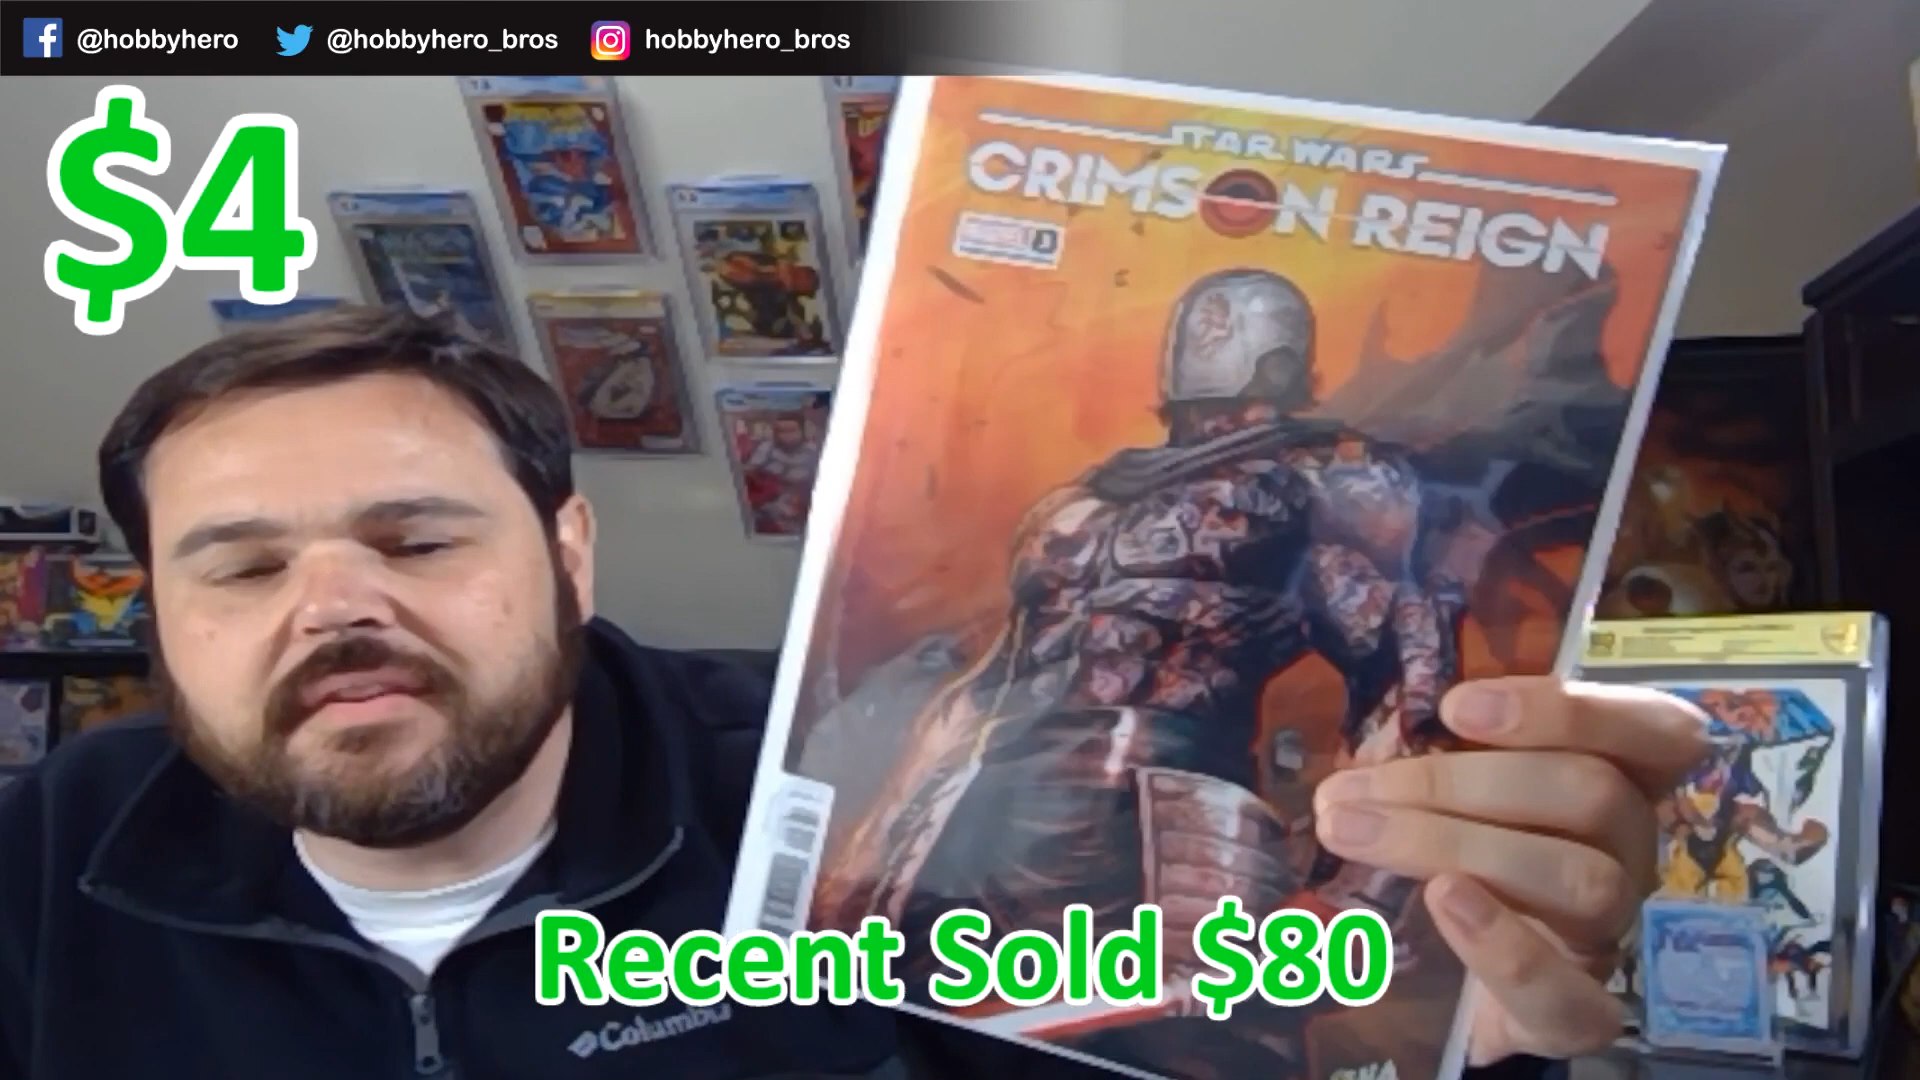 @hobbyhero @hobbyhero_bros hobbyhero_bros
$4
STAR WARS
CRIMSON REIGN
Columbia
Recent Sold $80